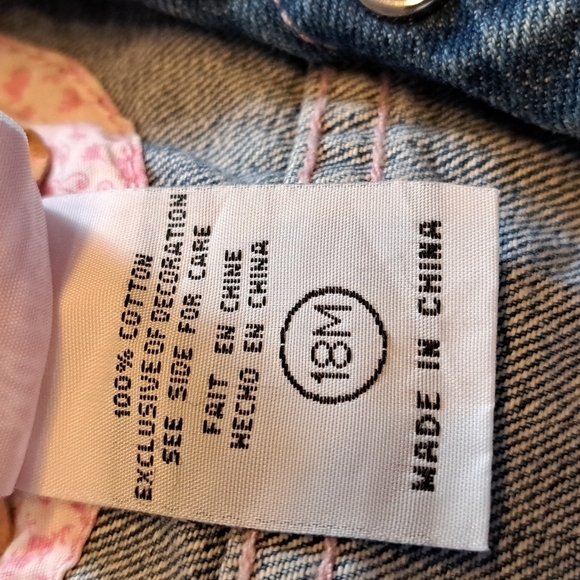 100% COTTON
EXCLUSIVE OF DECORATION
SEE SIDE FOR CARE
FAIT EN CHINE
HECHO EN CHINA
18M
MADE IN CHINA